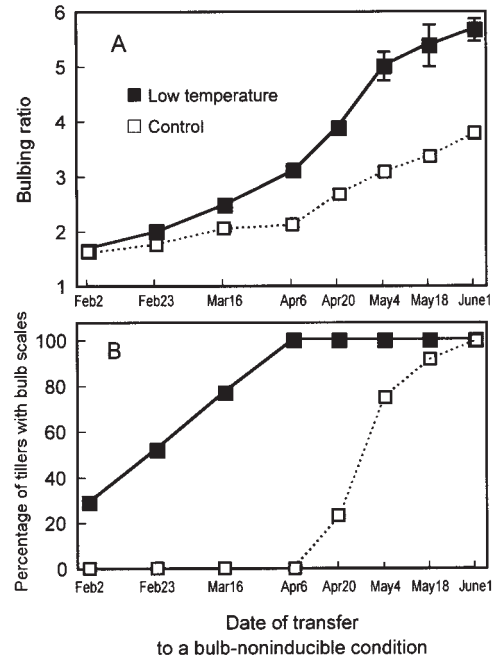 A
6
5
4
3
2
1
Bulbing ratio
Low temperature
Control
Feb2 Feb23 Mar16 Apr6 Apr20 May4 May18 June1
B
100
80
60
40
20
0
Percentage of tillers with bulb scales
Feb2 Feb23 Mar16 Apr6 Apr20 May4 May18 June1
Date of transfer
to a bulb-noninducible condition